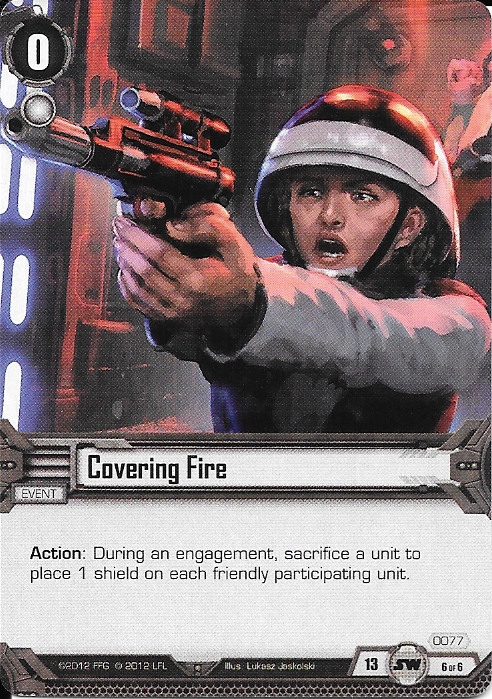 0
Covering Fire
EVENT
Action: During an engagement, sacrifice a unit to
place 1 shield on each friendly participating unit.
0077
©2012 FFG © 2012 LFL
Illus. Lukasz Jaskolski
13
SW
6 of 6